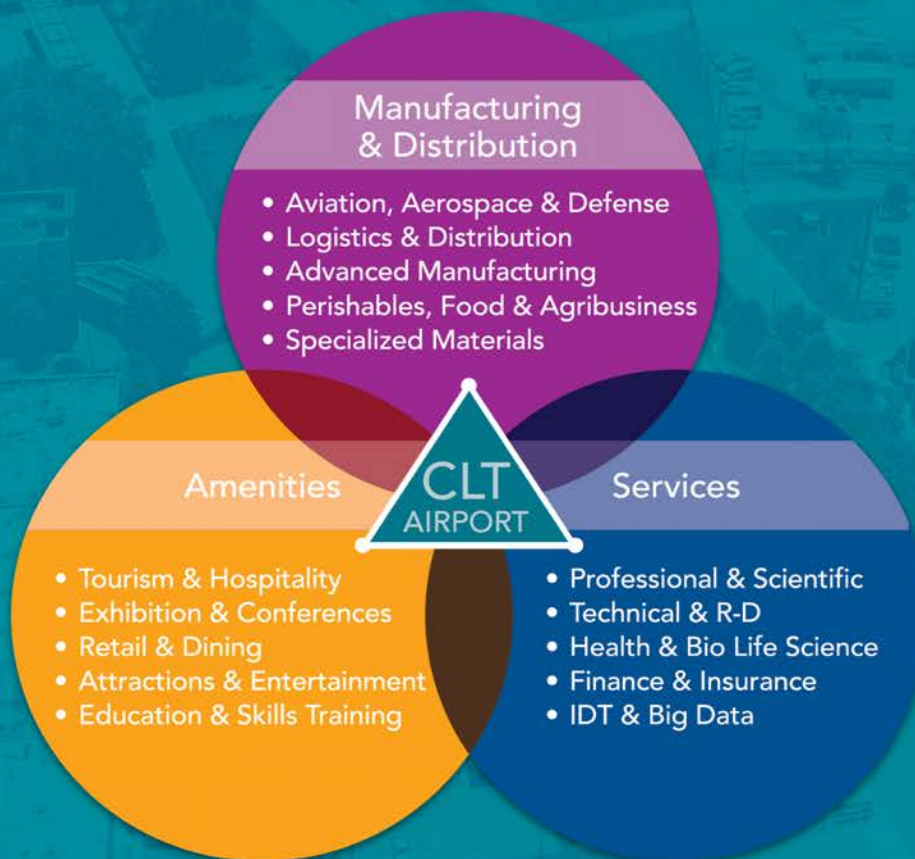 Manufacturing
& Distribution
• Aviation, Aerospace & Defense
• Logistics & Distribution
• Advanced Manufacturing
• Perishables, Food & Agribusiness
• Specialized Materials
CLT
AIRPORT
Amenities
• Tourism & Hospitality
• Exhibition & Conferences
• Retail & Dining
• Attractions & Entertainment
• Education & Skills Training
Services
• Professional & Scientific
• Technical & R-D
• Health & Bio Life Science
• Finance & Insurance
• IDT & Big Data